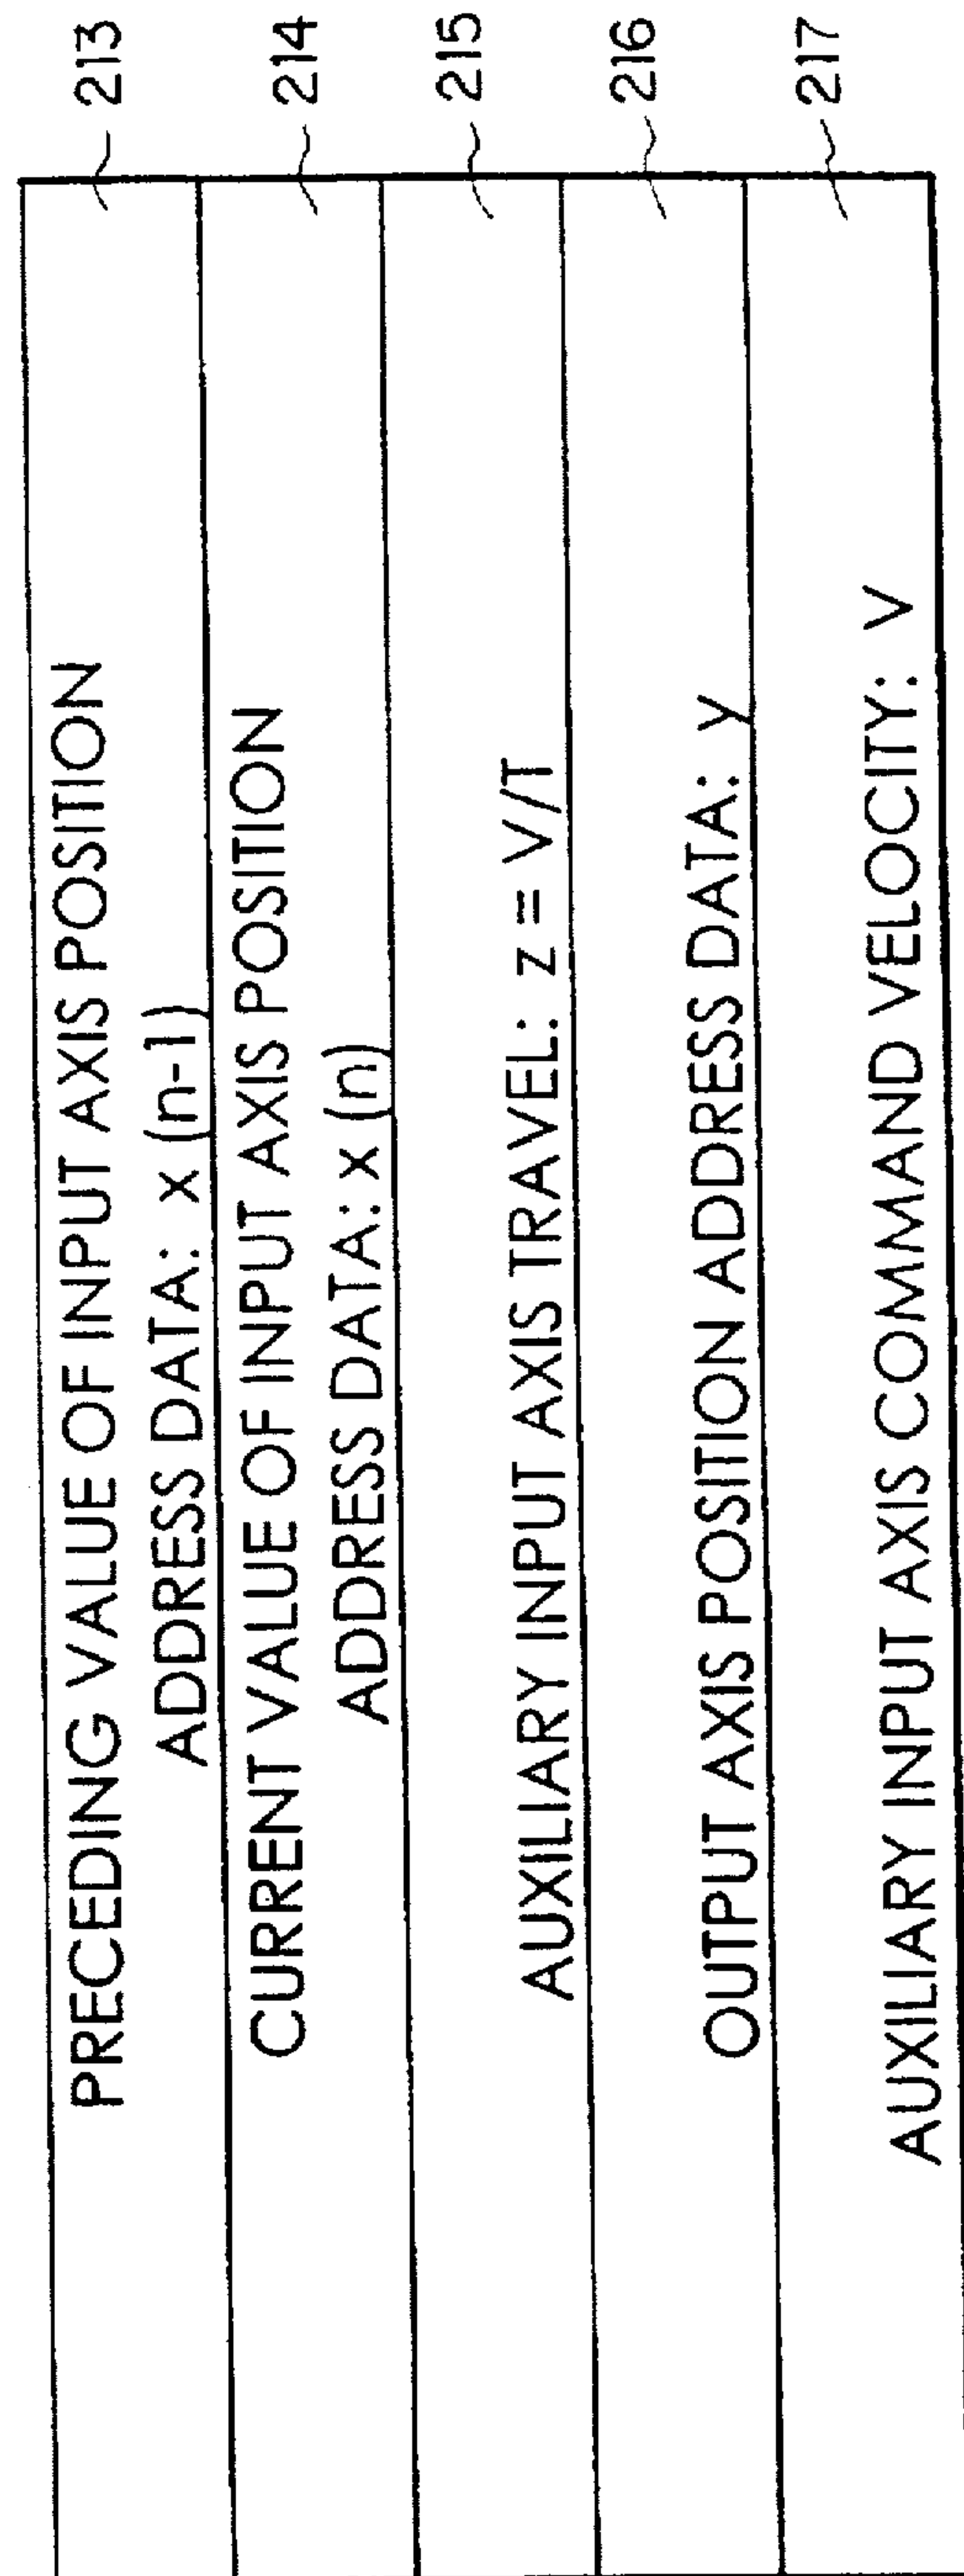 PRECEDING VALUE OF INPUT AXIS POSITION
ADDRESS DATA: x (n-1)
213
CURRENT VALUE OF INPUT AXIS POSITION
ADDRESS DATA: x (n)
214
AUXILIARY INPUT AXIS TRAVEL: z = V/T
215
OUTPUT AXIS POSITION ADDRESS DATA: y
216
AUXILIARY INPUT AXIS COMMAND VELOCITY: V
217